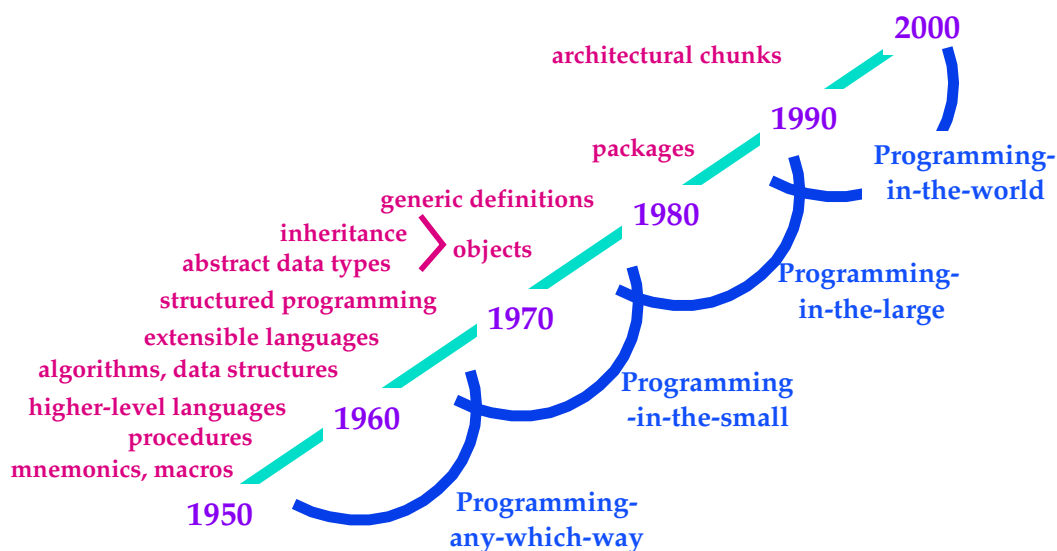 2000
architectural chunks
1990
packages
Programming-
in-the-world
generic definitions
1980
inheritance
objects
abstract data types
Programming-
in-the-large
structured programming
1970
extensible languages
algorithms, data structures
Programming
-in-the-small
higher-level languages
1960
procedures
mnemonics, macros
1950
Programming-
any-which-way